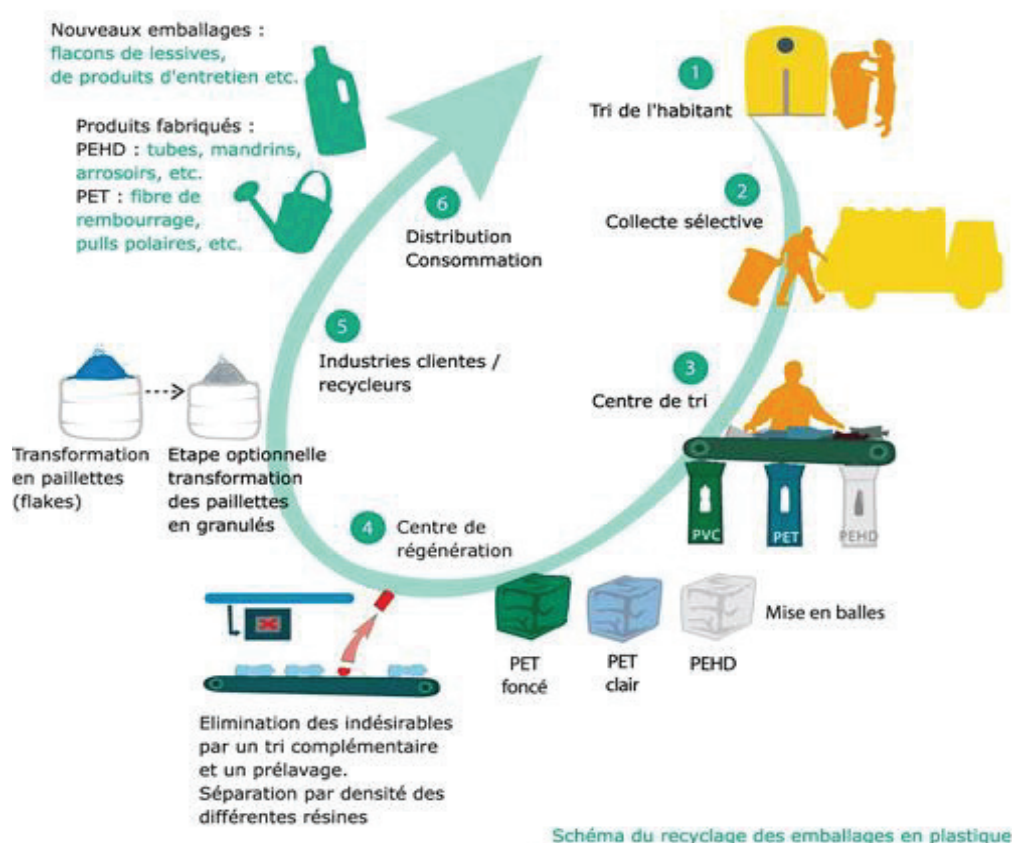 Nouveaux emballages :
flacons de lessives,
de produits d'entretien etc.
Produits fabriqués :
PEHD : tubes, mandrins,
arrosoirs, etc.
PET : fibre de
rembourrage,
pulls polaires, etc.
1
Tri de l'habitant
2
Collecte sélective
3
Centre de tri
PVC
PET
PEHD
Mise en balles
PET
foncé
PET
clair
PEHD
4
Centre de
régénération
Elimination des indésirables
par un tri complémentaire
et un prélavage.
Séparation par densité des
différentes résines
Transformation
en paillettes
(flakes)
Etape optionnelle
transformation
des paillettes
en granulés
5
Industries clientes /
recycleurs
6
Distribution
Consommation
Schéma du recyclage des emballages en plastique